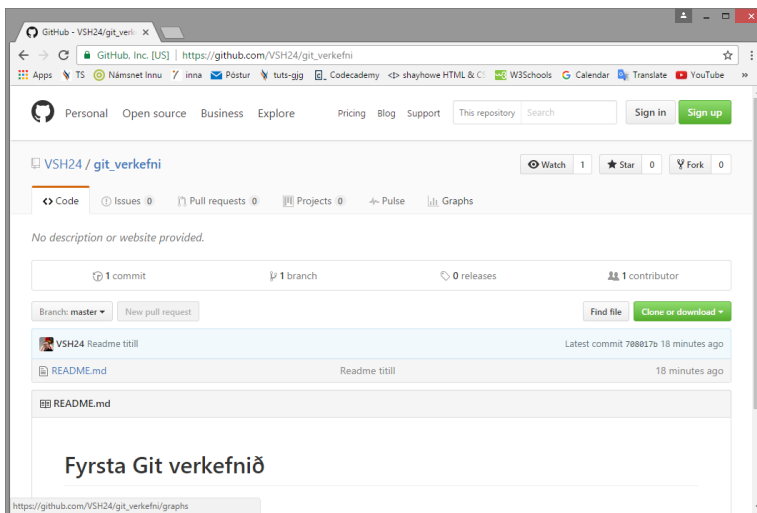 GitHub - VSH24/git_verk
GitHub, Inc. [US] | https://github.com/VSH24/git_verkefni
Apps TS Námsnet Innu inna Póstur tuts-gjg Codecademy <> shayhowe HTML & C W3Schools Calendar Translate YouTube »
Personal Open source Business Explore Pricing Blog Support This repository Search Sign in Sign up
VSH24 / git_verkefni Watch 1 Star 0 Fork 0
Code Issues 0 Pull requests 0 Projects 0 Pulse Graphs
No description or website provided.
1 commit 1 branch 0 releases 1 contributor
Branch: master New pull request Find file Clone or download
VSH24 Readme titill Latest commit 708017b 18 minutes ago
README.md Readme titill 18 minutes ago
README.md
Fyrsta Git verkefnið
https://github.com/VSH24/git_verkefni/graphs